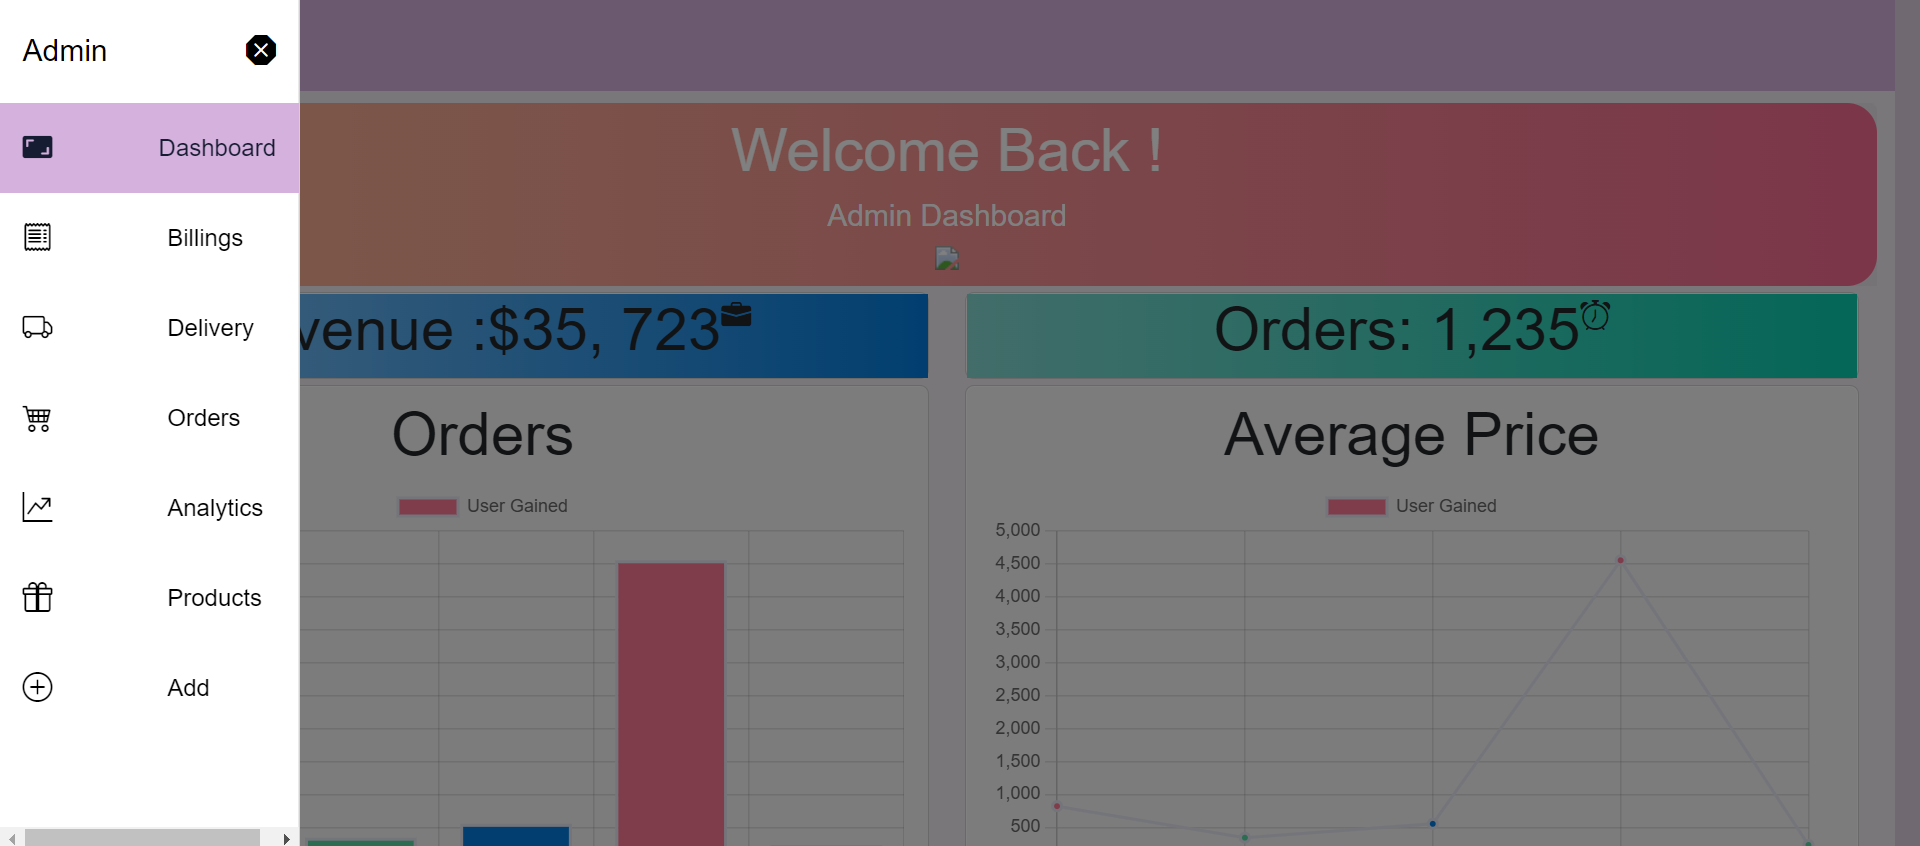 Admin
Dashboard
Billings
Delivery
Orders
Analytics
Products
Add
Welcome Back !
Admin Dashboard
venue :$35, 723
Orders: 1,235
Orders
User Gained
Average Price
User Gained
5,000
4,500
4,000
3,500
3,000
2,500
2,000
1,500
1,000
500